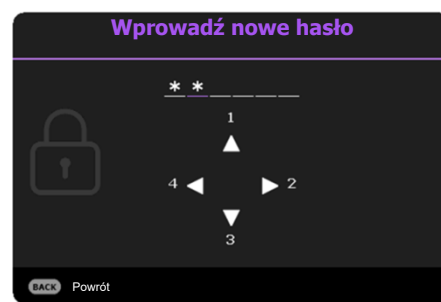 Wprowadź nowe hasło
* * _ _ _ _
1
4 2
3
BACK Powrót